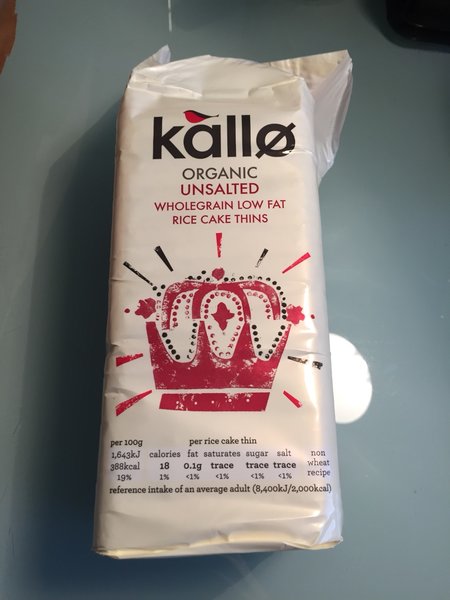 kallø
ORGANIC
UNSALTED
WHOLEGRAIN LOW FAT
RICE CAKE THINS
per 100g per rice cake thin
1,643kJ calories fat saturates sugar salt non
388kcal 18 0.1g trace trace trace wheat
19% 1% <1% <1% <1% <1% recipe
reference intake of an average adult (8,400kJ/2,000kcal)